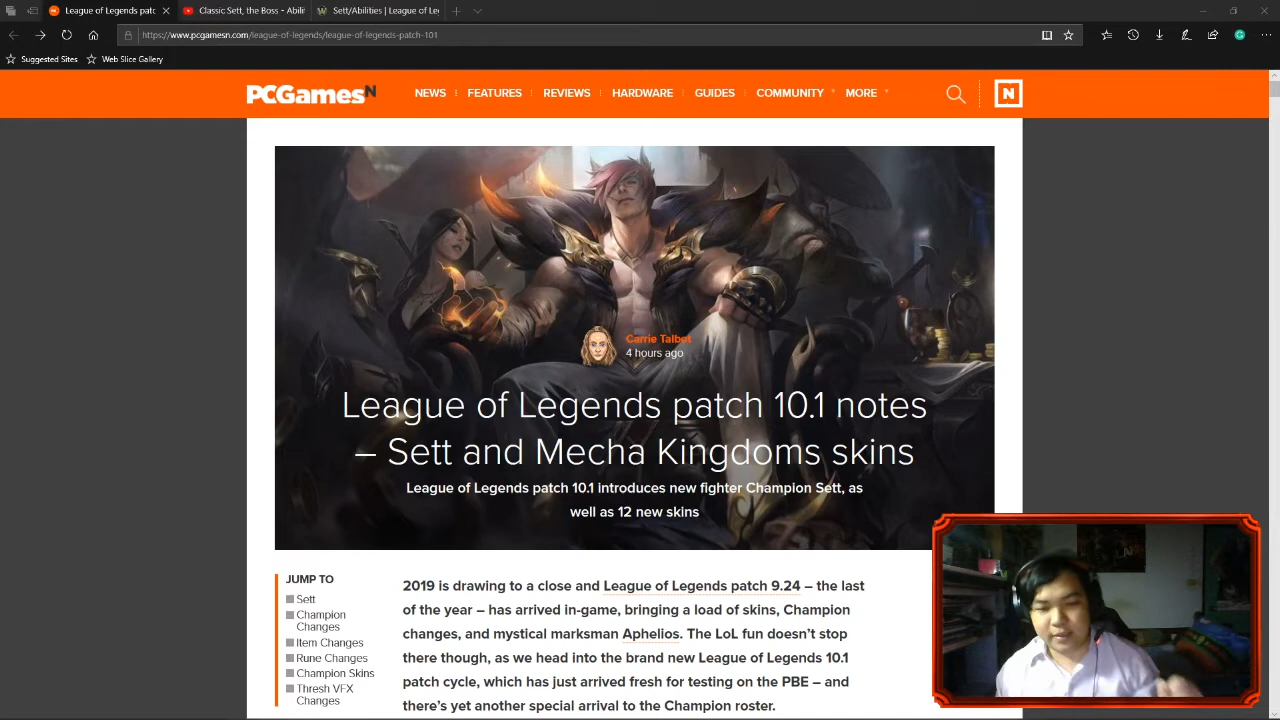 League of Legends patc
Classic Sett, the Boss - Abili
Sett/Abilities | League of Le
https://www.pcgamesn.com/league-of-legends/league-of-legends-patch-101
Suggested Sites
Web Slice Gallery
PCGamesN
NEWS
FEATURES
REVIEWS
HARDWARE
GUIDES
COMMUNITY
MORE
N
Carrie Talbot
4 hours ago
League of Legends patch 10.1 notes
– Sett and Mecha Kingdoms skins
League of Legends patch 10.1 introduces new fighter Champion Sett, as
well as 12 new skins
JUMP TO
Sett
Champion
Changes
Item Changes
Rune Changes
Champion Skins
Thresh VFX
Changes
2019 is drawing to a close and League of Legends patch 9.24 – the last
of the year – has arrived in-game, bringing a load of skins, Champion
changes, and mystical marksman Aphelios. The LoL fun doesn't stop
there though, as we head into the brand new League of Legends 10.1
patch cycle, which has just arrived fresh for testing on the PBE – and
there's yet another special arrival to the Champion roster.